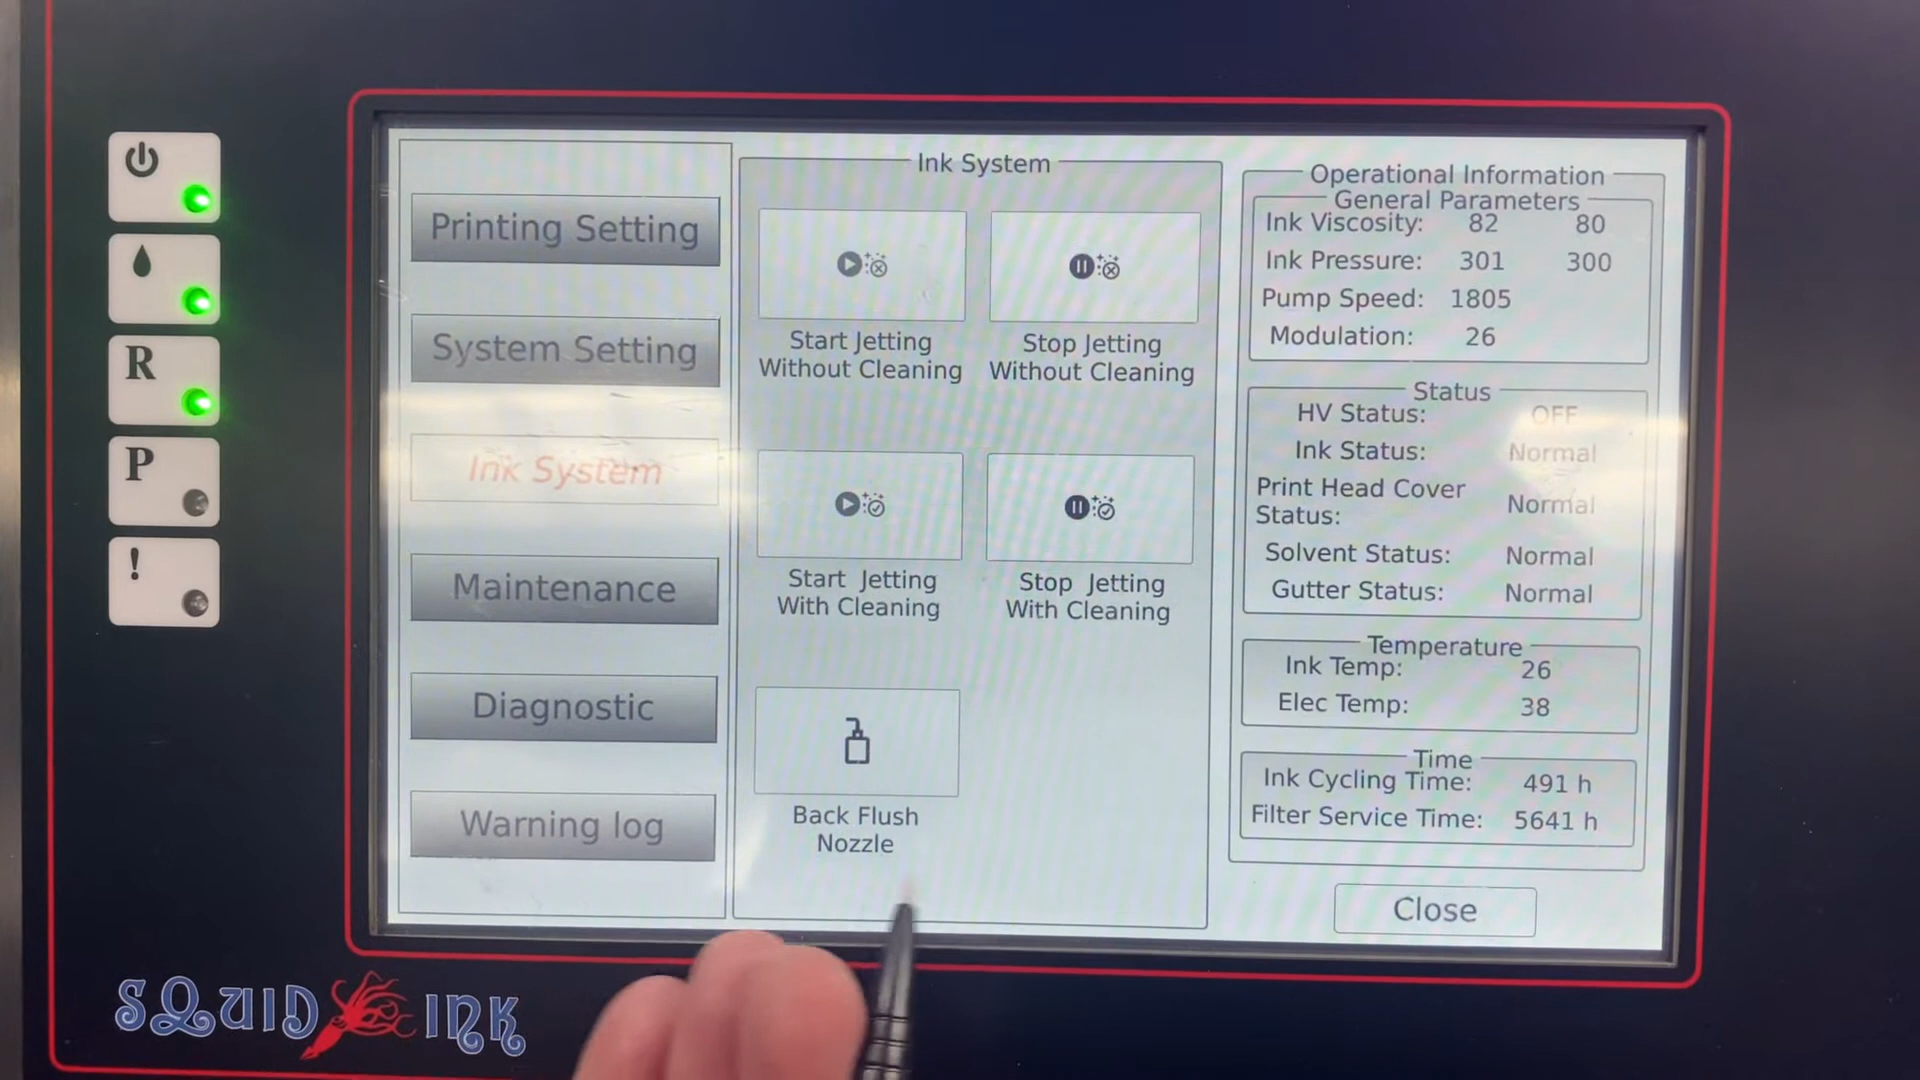 R
P
!
Printing Setting
System Setting
Ink System
Maintenance
Diagnostic
Warning log
Ink System
Start Jetting
Without Cleaning
Stop Jetting
Without Cleaning
Start Jetting
With Cleaning
Stop Jetting
With Cleaning
Back Flush
Nozzle
Operational Information
General Parameters
Ink Viscosity: 82 80
Ink Pressure: 301 300
Pump Speed: 1805
Modulation: 26
Status
HV Status: OFF
Ink Status: Normal
Print Head Cover
Status: Normal
Solvent Status: Normal
Gutter Status: Normal
Temperature
Ink Temp: 26
Elec Temp: 38
Time
Ink Cycling Time: 491 h
Filter Service Time: 5641 h
Close
SQUID INK